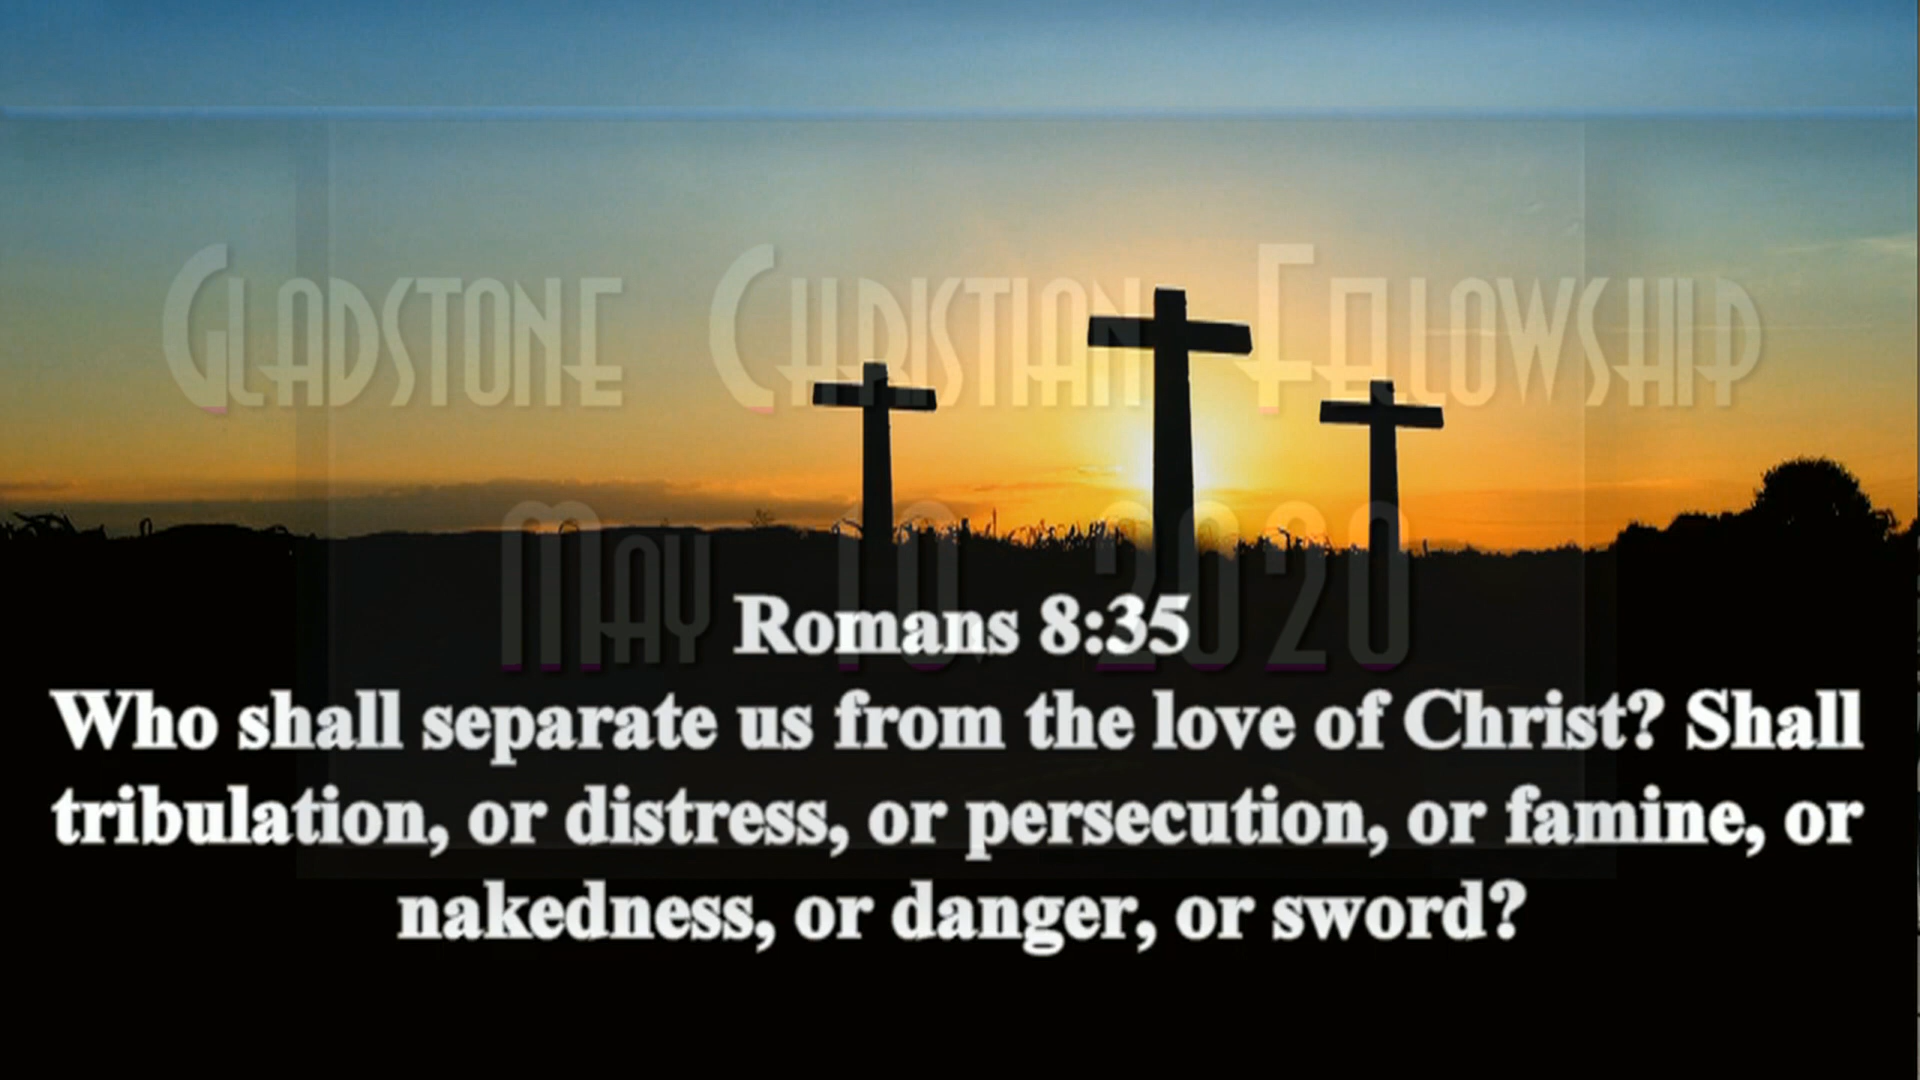 Gladstone Christian Fellowship
May 10, 2020
Romans 8:35
Who shall separate us from the love of Christ? Shall
tribulation, or distress, or persecution, or famine, or
nakedness, or danger, or sword?